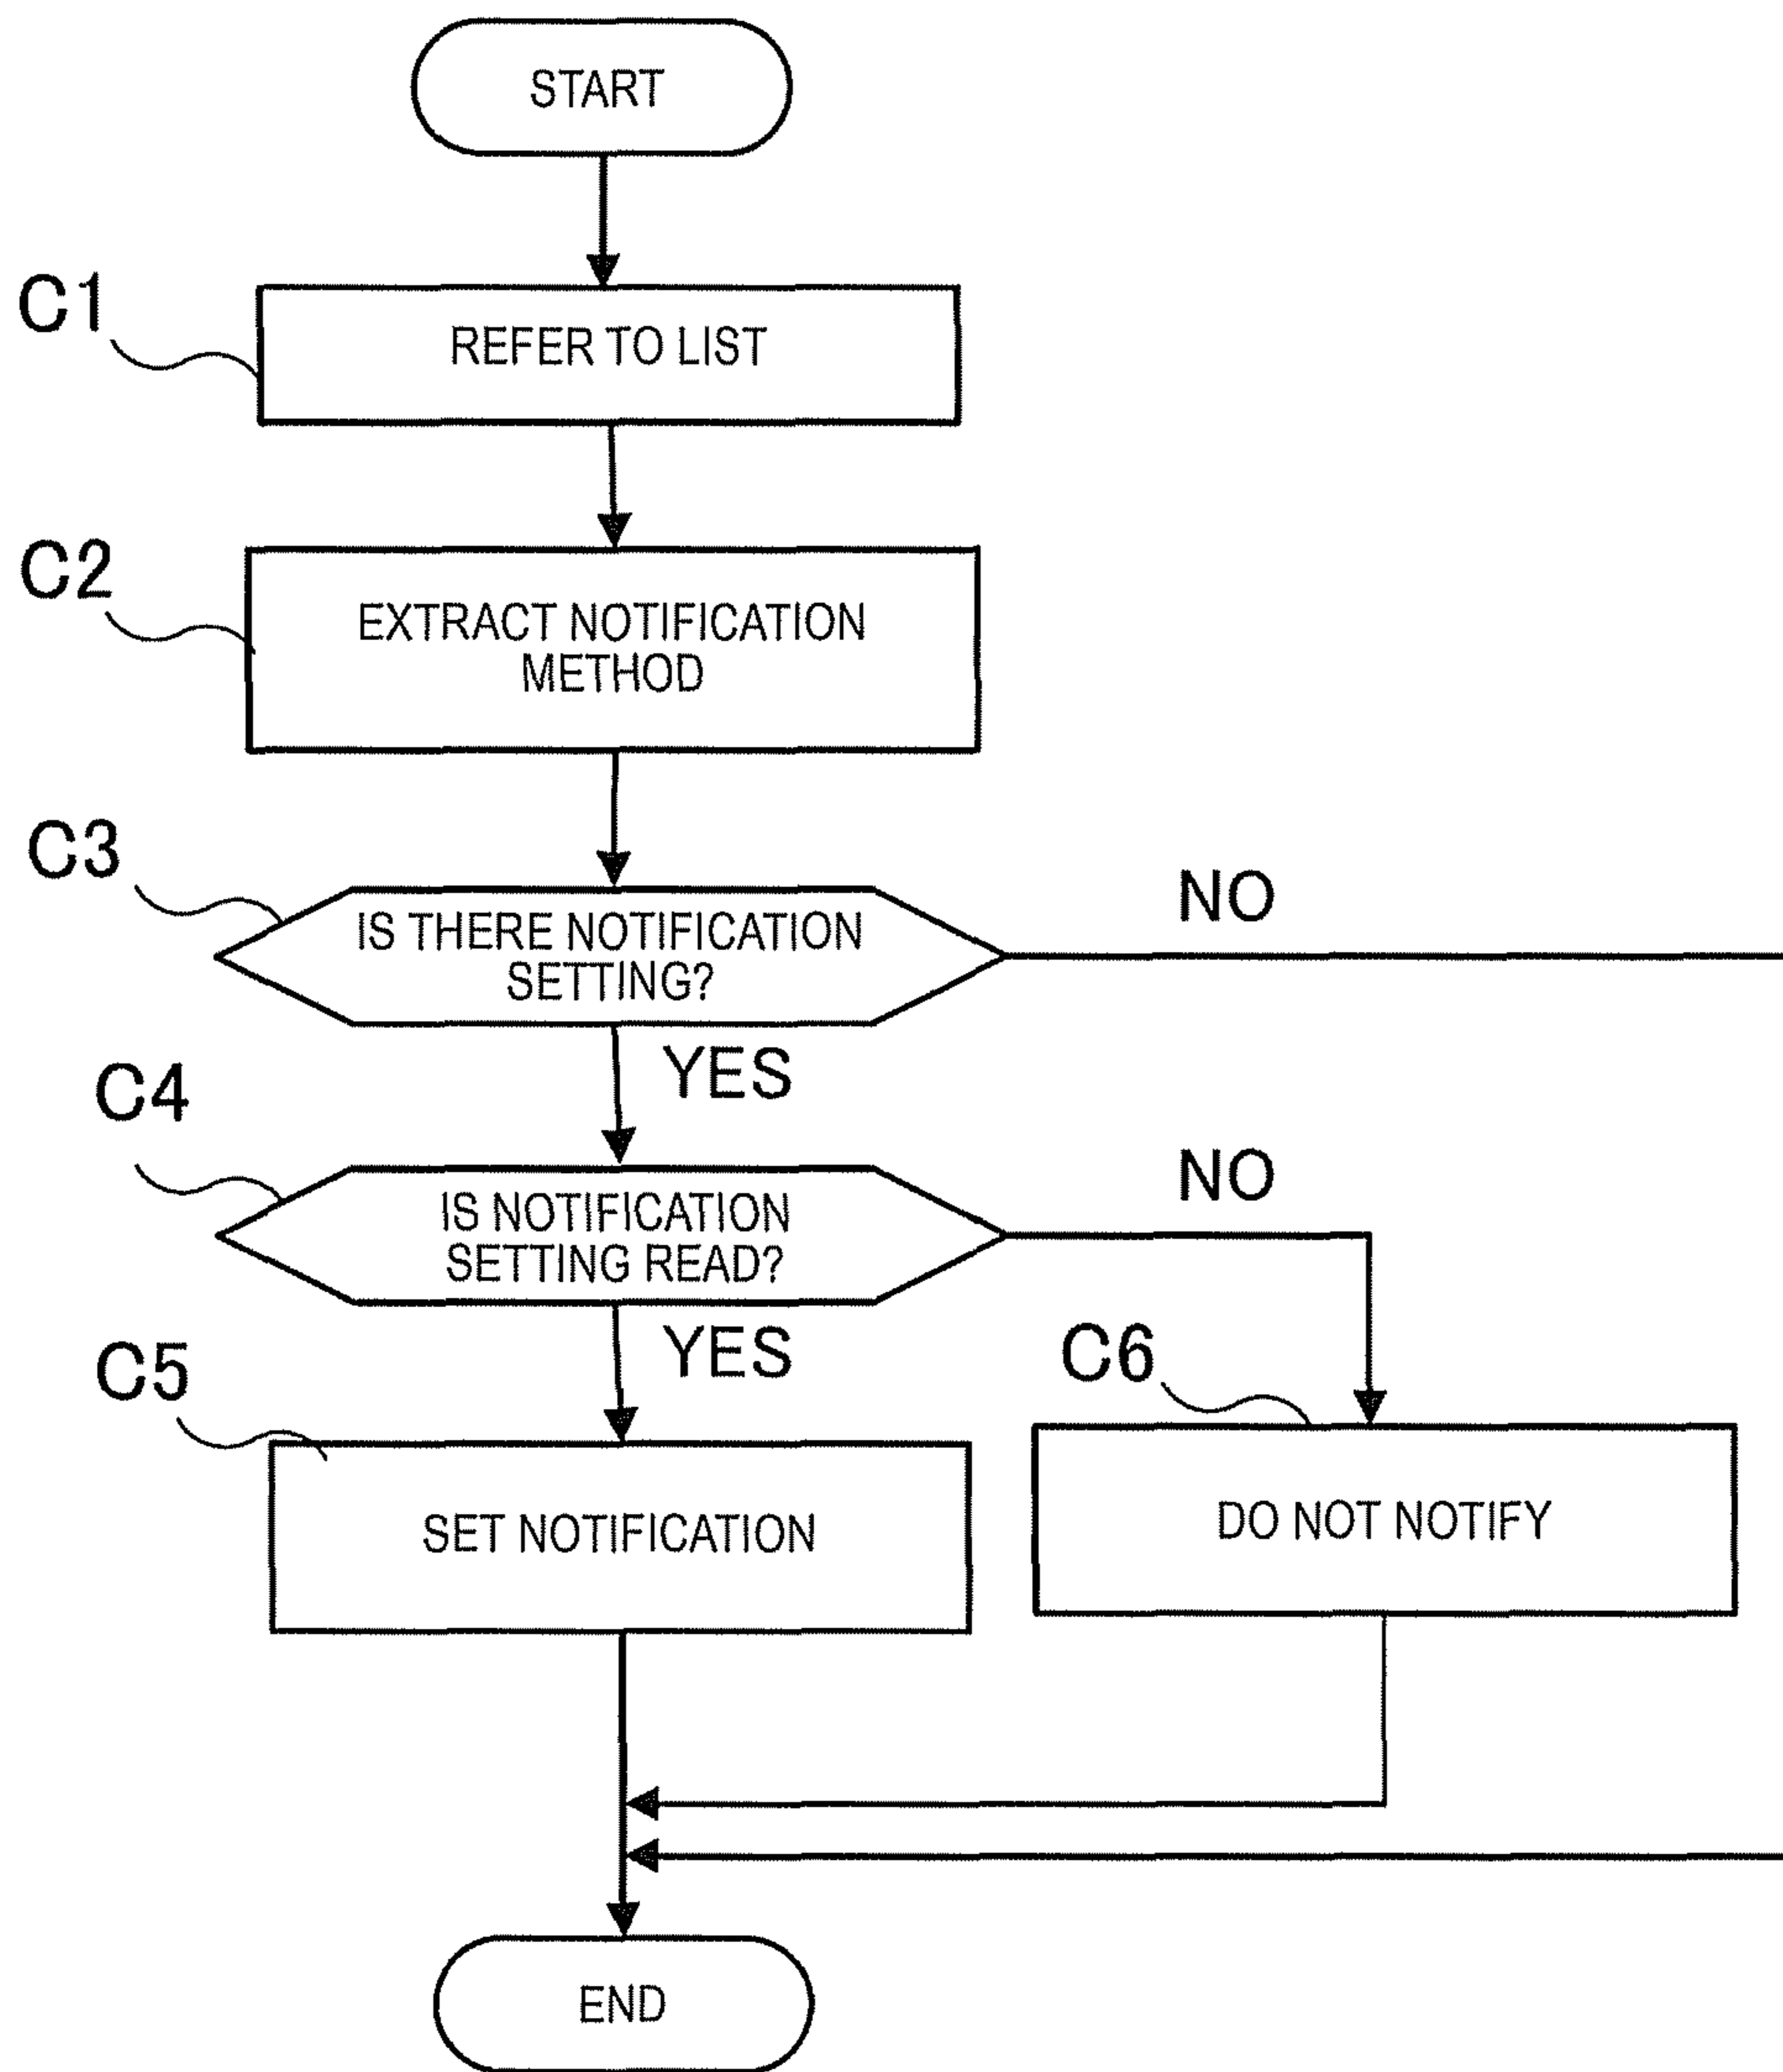 START
C1
REFER TO LIST
C2
EXTRACT NOTIFICATION
METHOD
C3
IS THERE NOTIFICATION
SETTING?
NO
YES
C4
IS NOTIFICATION
SETTING READ?
NO
YES
C5
SET NOTIFICATION
C6
DO NOT NOTIFY
END